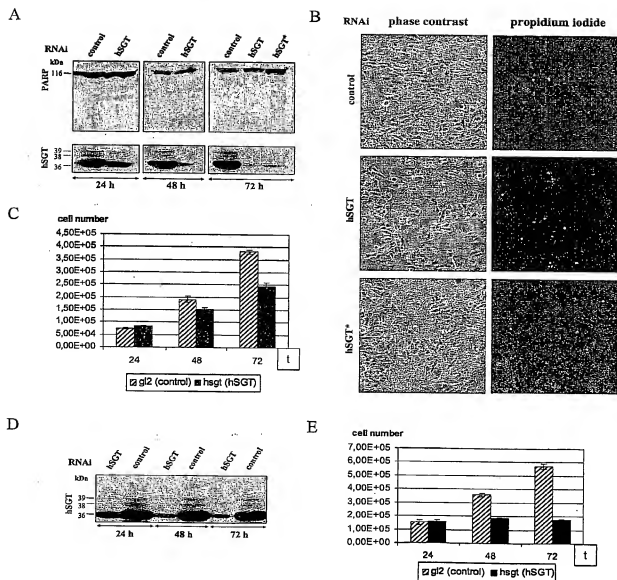 A
RNAi
control
hSGT
control
hSGT
control
hSGT
hSGT*
kDa
116
PARP
39
38
36
hSGT
24 h
48 h
72 h
B
RNAi
phase contrast
propidium iodide
control
hSGT
hSGT*
C
cell number
4,50E+05
4,00E+05
3,50E+05
3,00E+05
2,50E+05
2,00E+05
1,50E+05
1,00E+05
5,00E+04
0,00E+00
24
48
72
t
gl2 (control)
hsgt (hSGT)
D
RNAi
hSGT
control
hSGT
control
hSGT
control
kDa
39
38
36
hSGT
24 h
48 h
72 h
E
cell number
7,00E+05
6,00E+05
5,00E+05
4,00E+05
3,00E+05
2,00E+05
1,00E+05
0,00E+00
24
48
72
t
gl2 (control)
hsgt (hSGT)